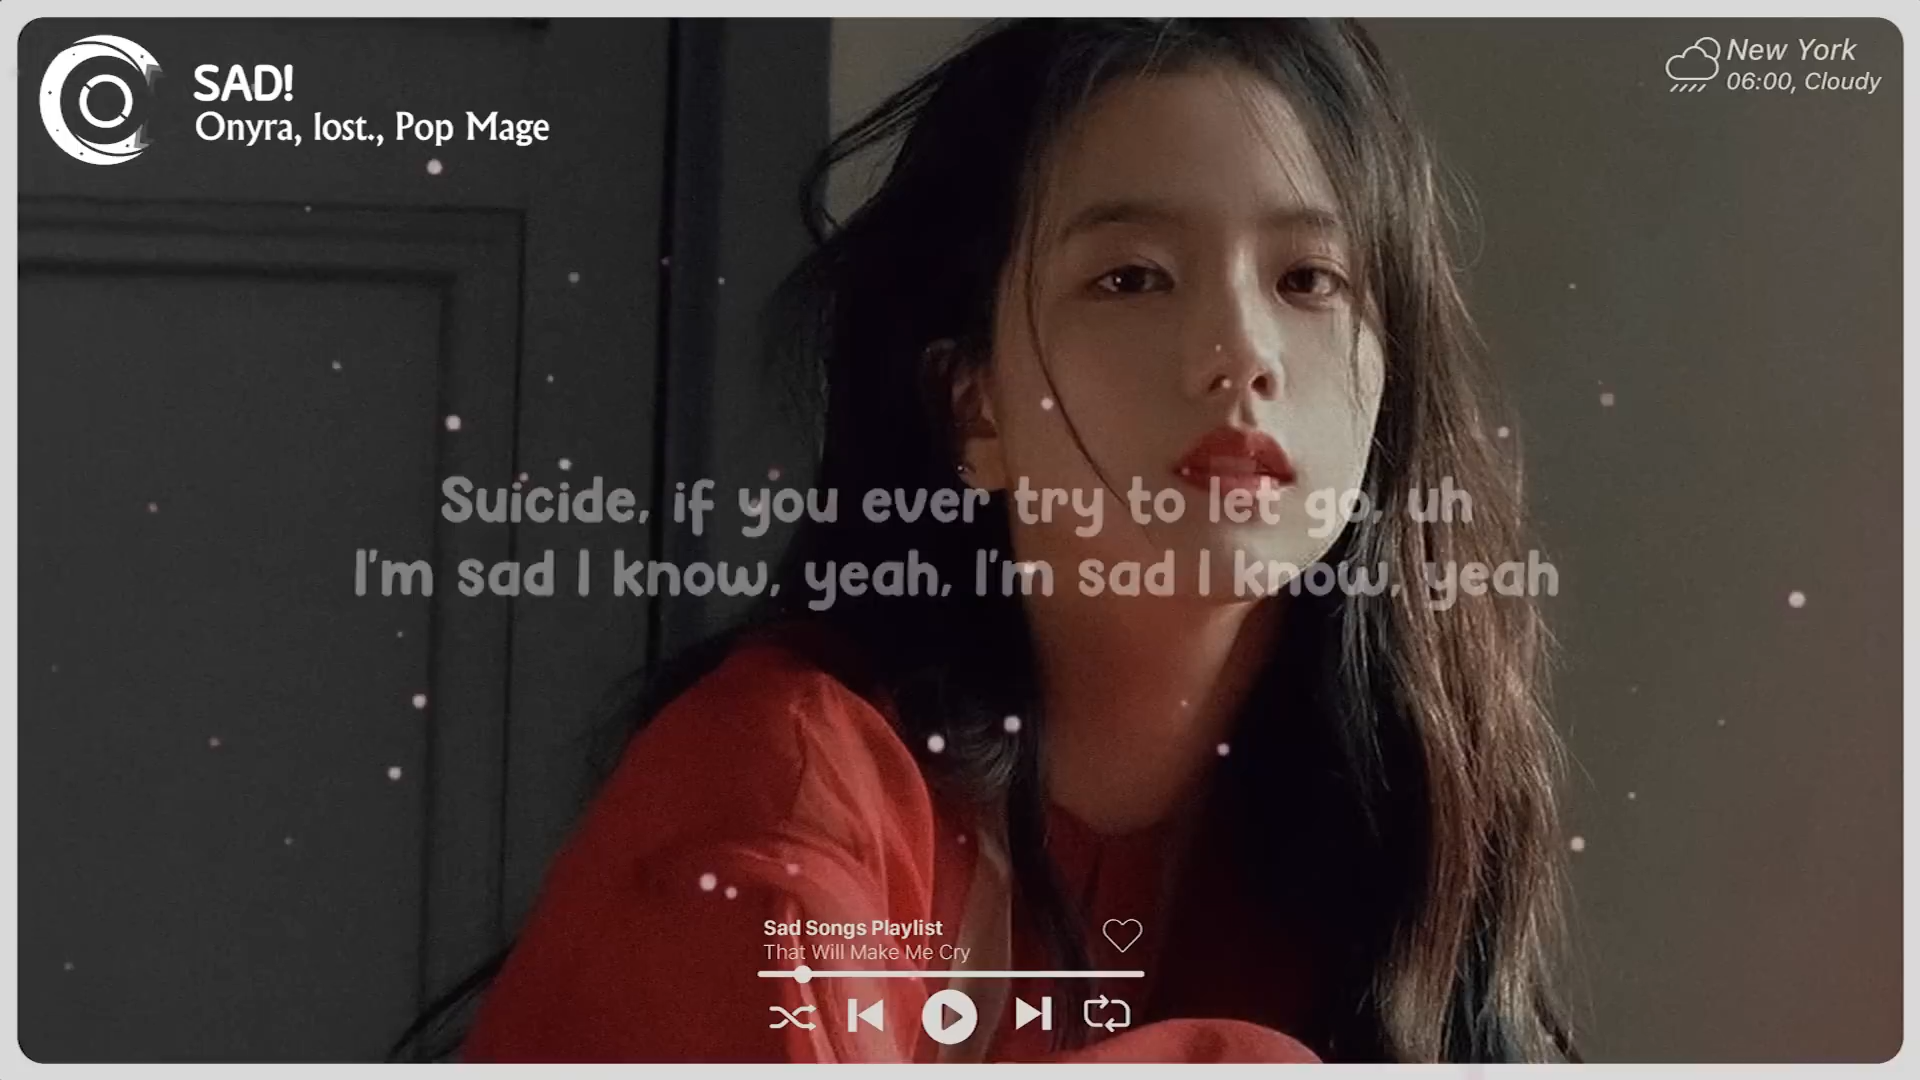 SAD!
Onyra, lost., Pop Mage
New York
06:00, Cloudy
Suicide, if you ever try to let go, uh
I'm sad I know, yeah, I'm sad I know, yeah
Sad Songs Playlist
That Will Make Me Cry